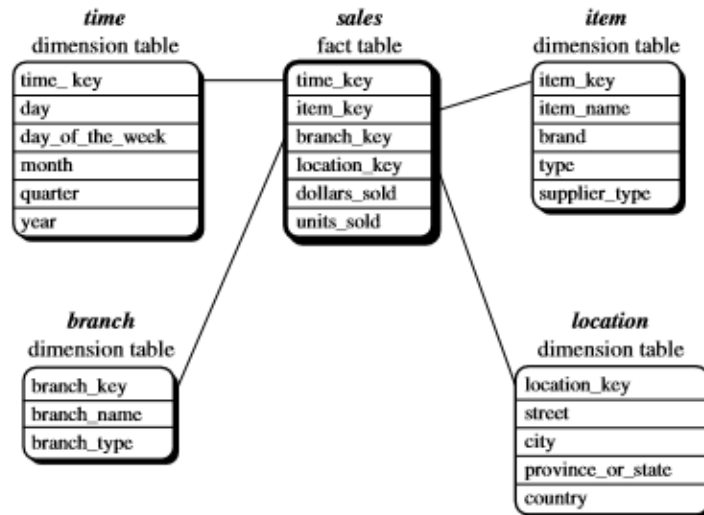 time
dimension table
time_ key
day
day_of_the_week
month
quarter
year
sales
fact table
time_key
item_key
branch_key
location_key
dollars_sold
units_sold
item
dimension table
item_key
item_name
brand
type
supplier_type
branch
dimension table
branch_key
branch_name
branch_type
location
dimension table
location_key
street
city
province_or_state
country